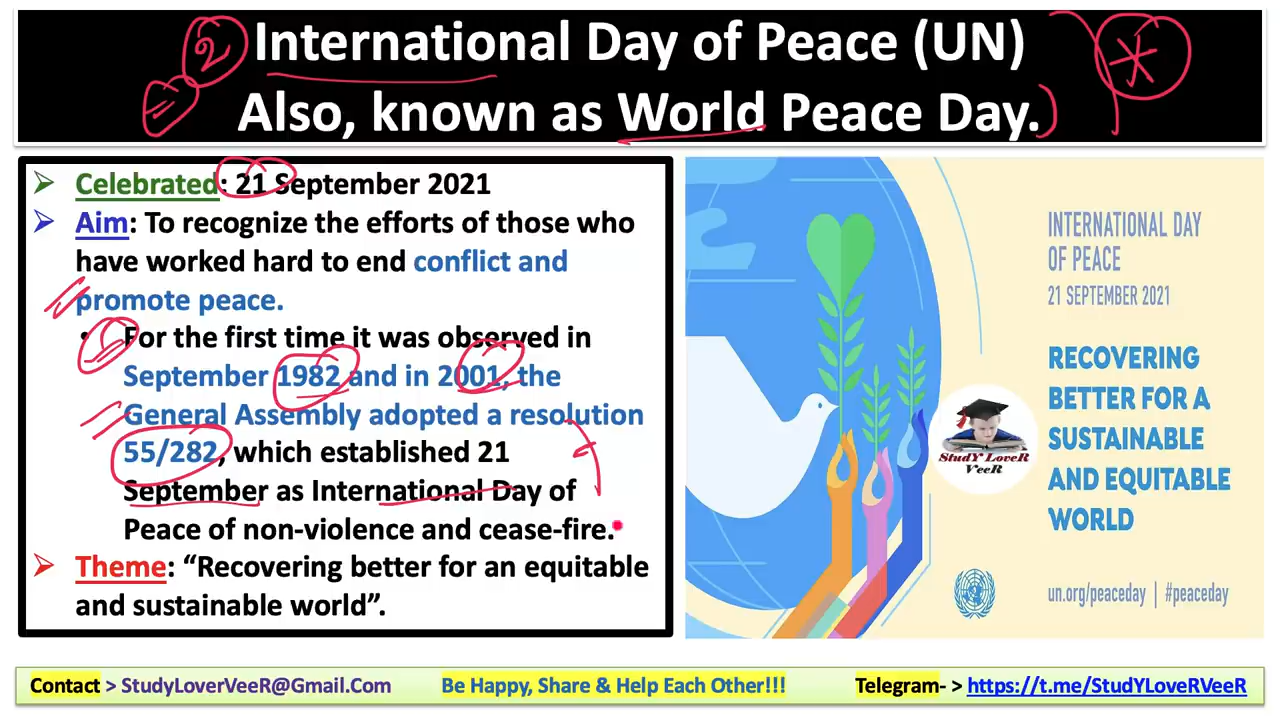 2
International Day of Peace (UN)
Also, known as World Peace Day.
➢ Celebrated: 21 September 2021
➢ Aim: To recognize the efforts of those who
have worked hard to end conflict and
promote peace.
• For the first time it was observed in
September 1982 and in 2001, the
General Assembly adopted a resolution
55/282, which established 21
September as International Day of
Peace of non-violence and cease-fire.
➢ Theme: “Recovering better for an equitable
and sustainable world”.
INTERNATIONAL DAY
OF PEACE
21 SEPTEMBER 2021
RECOVERING
BETTER FOR A
SUSTAINABLE
AND EQUITABLE
WORLD
un.org/peaceday | #peaceday
StudY LoveR
VeeR
Contact > StudyLoverVeeR@Gmail.Com Be Happy, Share & Help Each Other!!! Telegram- > https://t.me/StudYLoveRVeeR